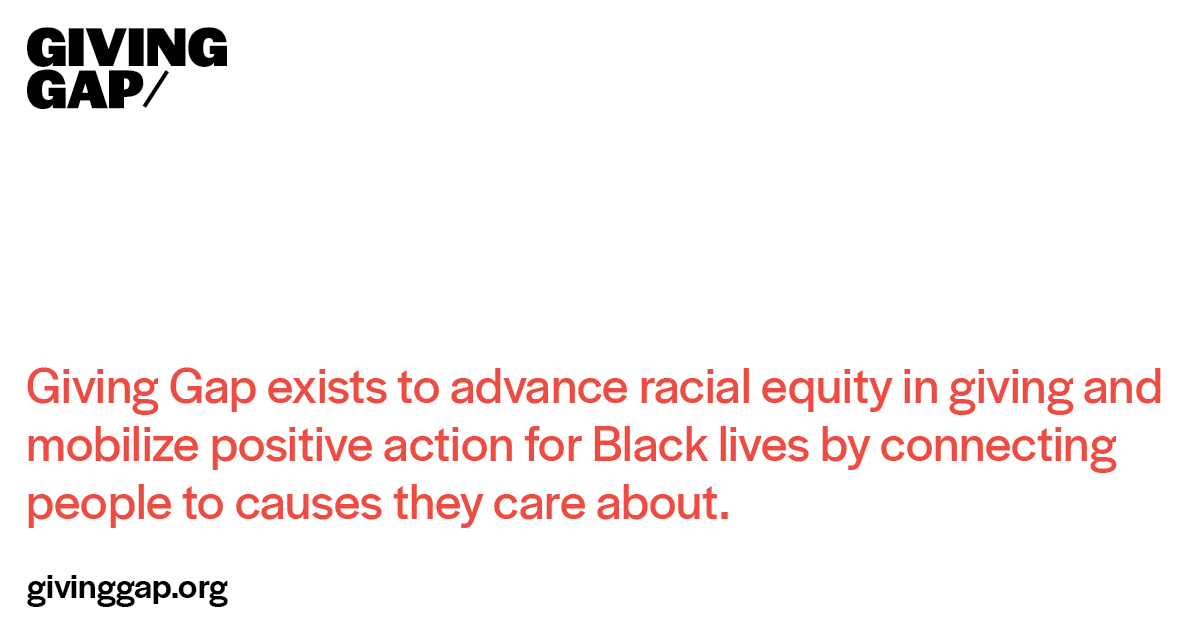 GIVING
GAP/
Giving Gap exists to advance racial equity in giving and
mobilize positive action for Black lives by connecting
people to causes they care about.
givinggap.org